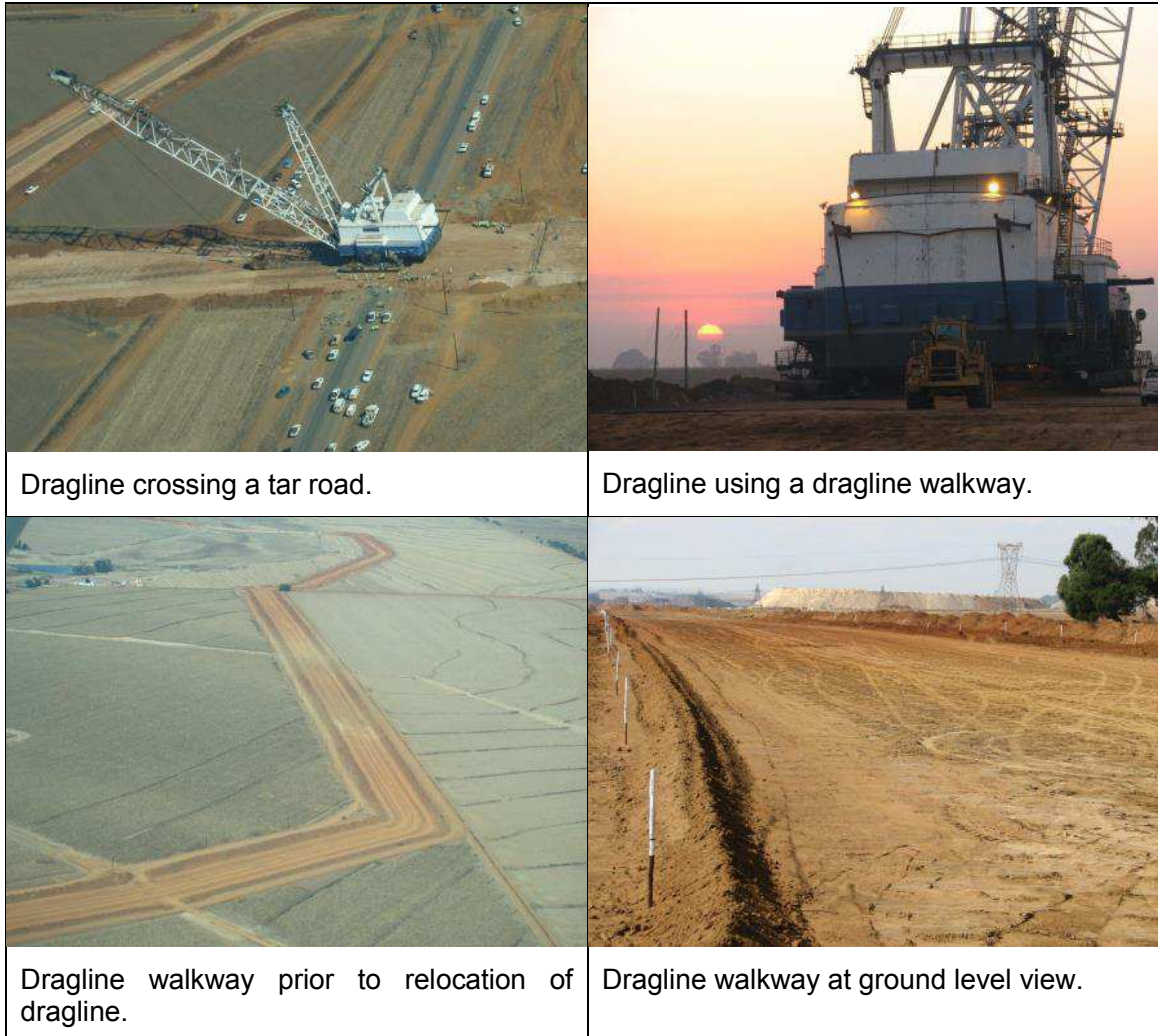 Dragline crossing a tar road.
Dragline using a dragline walkway.
Dragline walkway prior to relocation of
dragline.
Dragline walkway at ground level view.